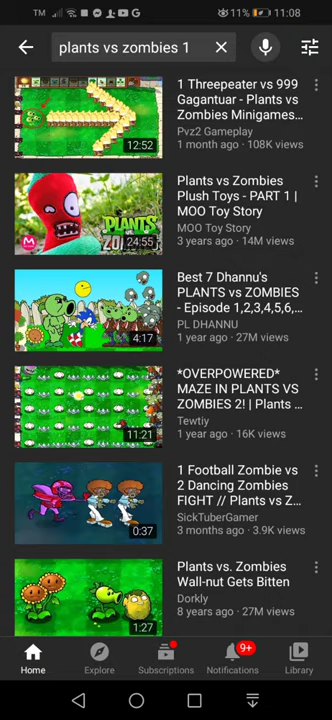 TM 11% 11:08
plants vs zombies 1
1 Threepeater vs 999
Gagantuar - Plants vs
Zombies Minigames...
Pvz2 Gameplay
1 month ago · 108K views
12:52
Plants vs Zombies
Plush Toys - PART 1 |
MOO Toy Story
MOO Toy Story
3 years ago · 14M views
PLANTS
ZO
M
24:55
Best 7 Dhannu's
PLANTS vs ZOMBIES
- Episode 1,2,3,4,5,6,...
PL DHANNU
1 year ago · 27M views
4:17
*OVERPOWERED*
MAZE IN PLANTS VS
ZOMBIES 2! | Plants ...
Tewtiy
1 year ago · 16K views
11:21
1 Football Zombie vs
2 Dancing Zombies
FIGHT // Plants vs Z...
SickTuberGamer
3 months ago · 3.9K views
0:37
Plants vs. Zombies
Wall-nut Gets Bitten
Dorkly
8 years ago · 27M views
1:27
9+
Home Explore Subscriptions Notifications Library